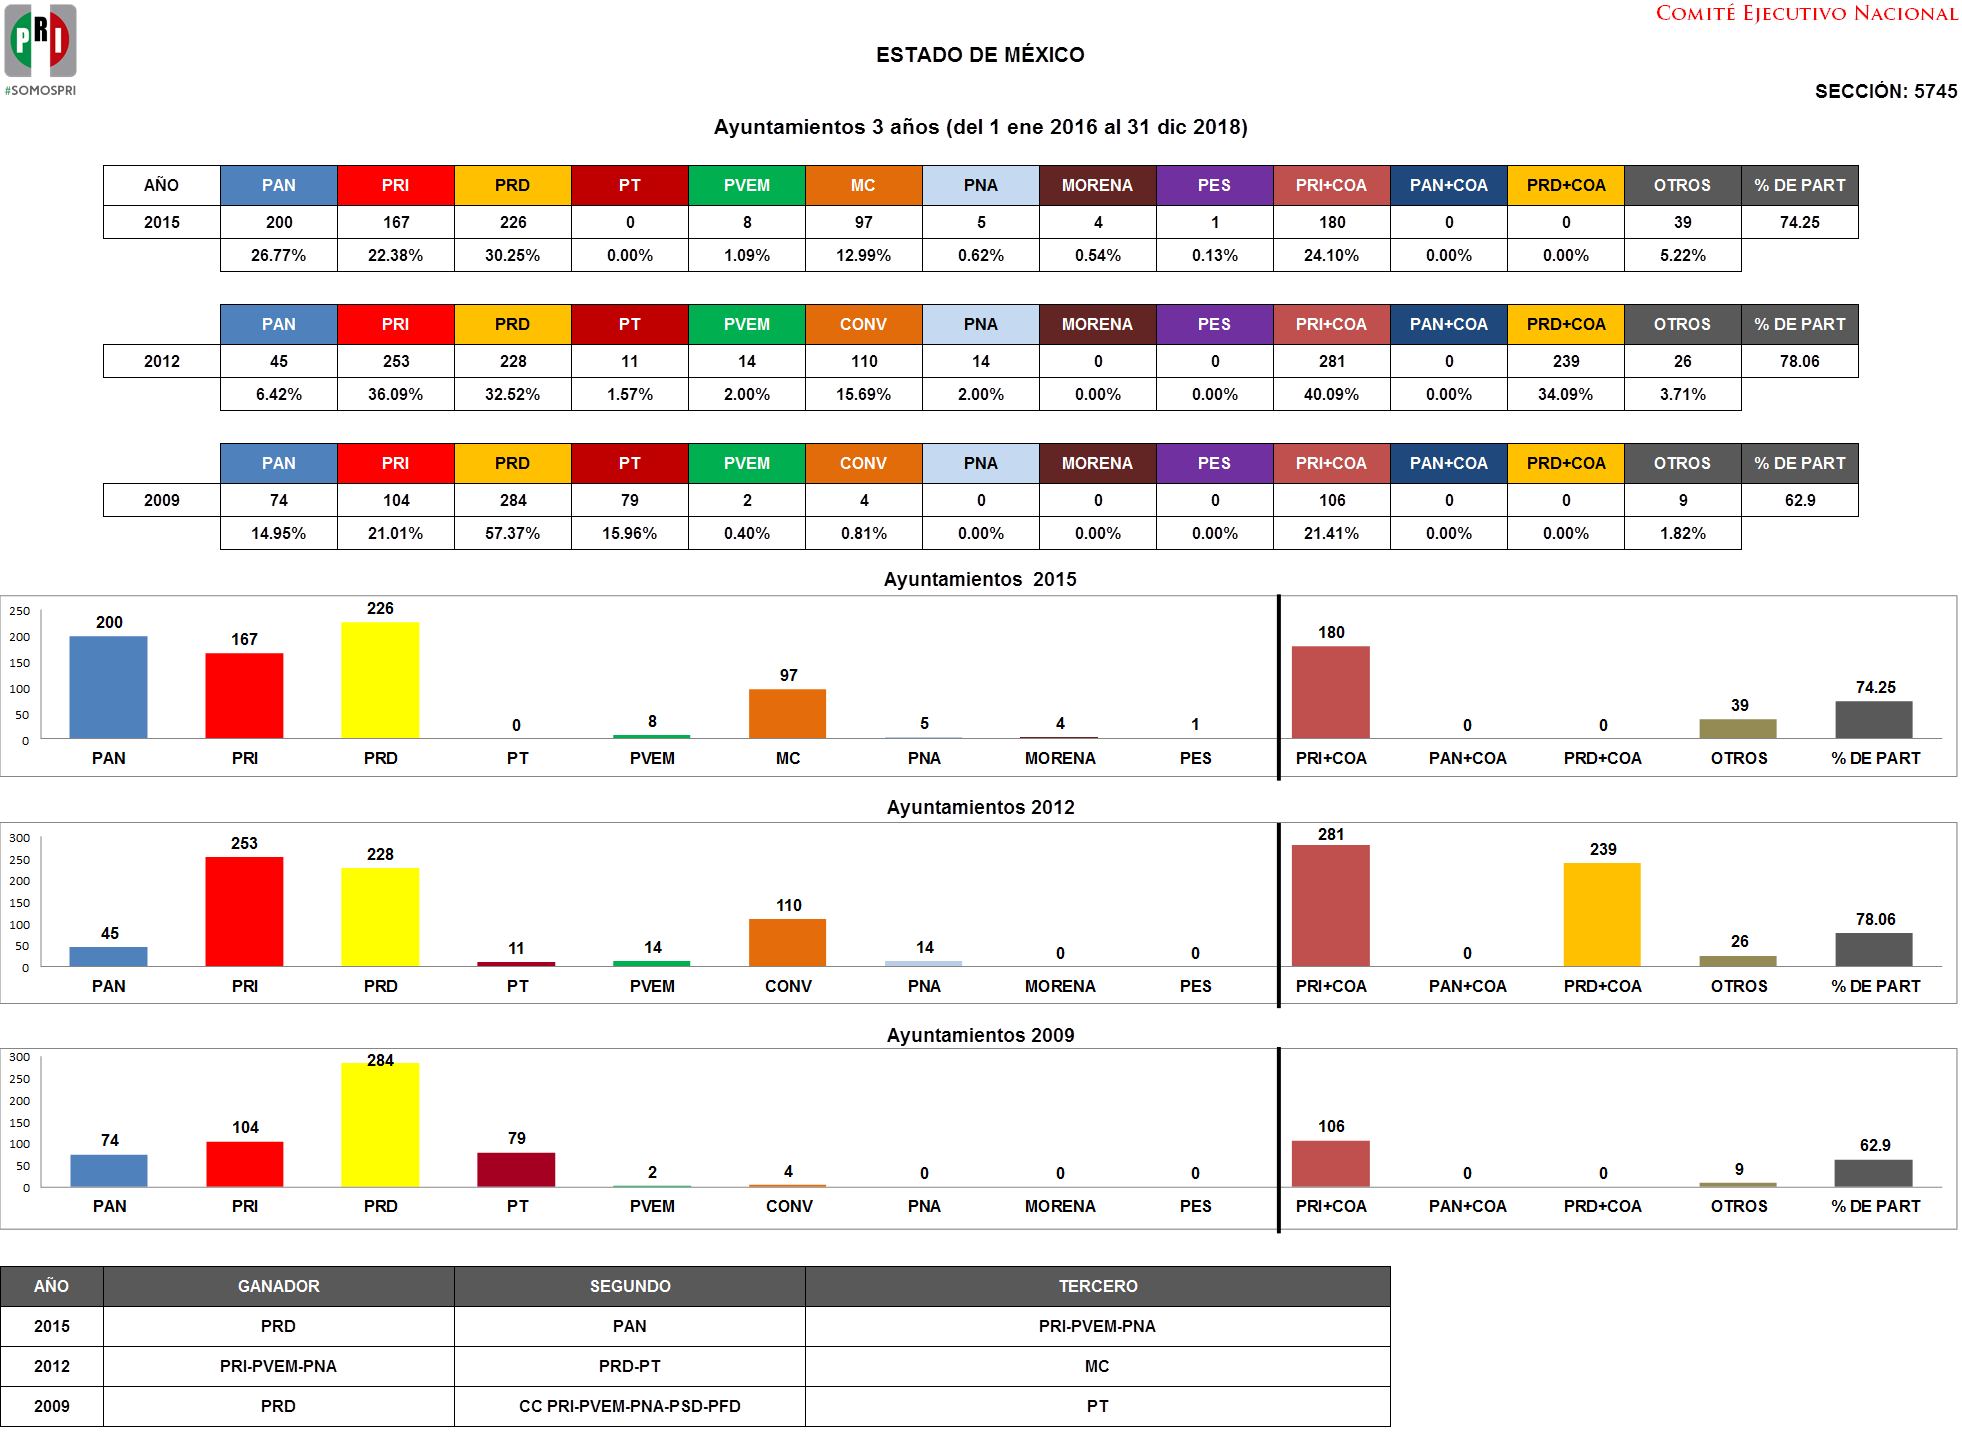 PRI
#SOMOSPRI
COMITÉ EJECUTIVO NACIONAL
ESTADO DE MÉXICO
SECCIÓN: 5745
Ayuntamientos 3 años (del 1 ene 2016 al 31 dic 2018)
AÑO PAN PRI PRD PT PVEM MC PNA MORENA PES PRI+COA PAN+COA PRD+COA OTROS % DE PART
2015 200 167 226 0 8 97 5 4 1 180 0 0 39 74.25
26.77% 22.38% 30.25% 0.00% 1.09% 12.99% 0.62% 0.54% 0.13% 24.10% 0.00% 0.00% 5.22%
PAN PRI PRD PT PVEM CONV PNA MORENA PES PRI+COA PAN+COA PRD+COA OTROS % DE PART
2012 45 253 228 11 14 110 14 0 0 281 0 239 26 78.06
6.42% 36.09% 32.52% 1.57% 2.00% 15.69% 2.00% 0.00% 0.00% 40.09% 0.00% 34.09% 3.71%
PAN PRI PRD PT PVEM CONV PNA MORENA PES PRI+COA PAN+COA PRD+COA OTROS % DE PART
2009 74 104 284 79 2 4 0 0 0 106 0 0 9 62.9
14.95% 21.01% 57.37% 15.96% 0.40% 0.81% 0.00% 0.00% 0.00% 21.41% 0.00% 0.00% 1.82%
Ayuntamientos 2015
250
200
150
100
50
0
200 167 226 0 8 97 5 4 1 180 0 0 39 74.25
PAN PRI PRD PT PVEM MC PNA MORENA PES PRI+COA PAN+COA PRD+COA OTROS % DE PART
Ayuntamientos 2012
300
250
200
150
100
50
0
45 253 228 11 14 110 14 0 0 281 0 239 26 78.06
PAN PRI PRD PT PVEM CONV PNA MORENA PES PRI+COA PAN+COA PRD+COA OTROS % DE PART
Ayuntamientos 2009
300
250
200
150
100
50
0
74 104 284 79 2 4 0 0 0 106 0 0 9 62.9
PAN PRI PRD PT PVEM CONV PNA MORENA PES PRI+COA PAN+COA PRD+COA OTROS % DE PART
AÑO GANADOR SEGUNDO TERCERO
2015 PRD PAN PRI-PVEM-PNA
2012 PRI-PVEM-PNA PRD-PT MC
2009 PRD CC PRI-PVEM-PNA-PSD-PFD PT